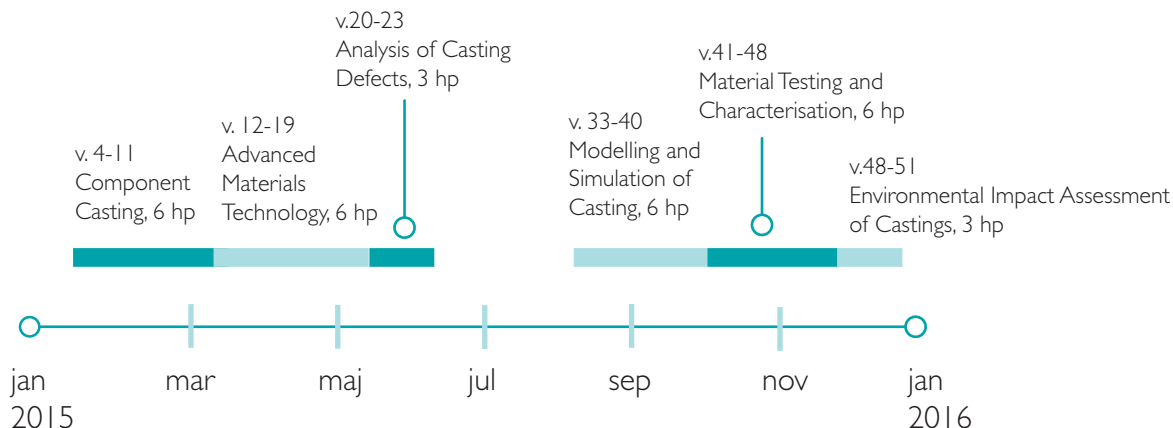 v. 4-11
Component
Casting, 6 hp
v. 12-19
Advanced
Materials
Technology, 6 hp
v.20-23
Analysis of Casting
Defects, 3 hp
v. 33-40
Modelling and
Simulation of
Casting, 6 hp
v.41-48
Material Testing and
Characterisation, 6 hp
v.48-51
Environmental Impact Assessment
of Castings, 3 hp
jan
2015
mar
maj
jul
sep
nov
jan
2016